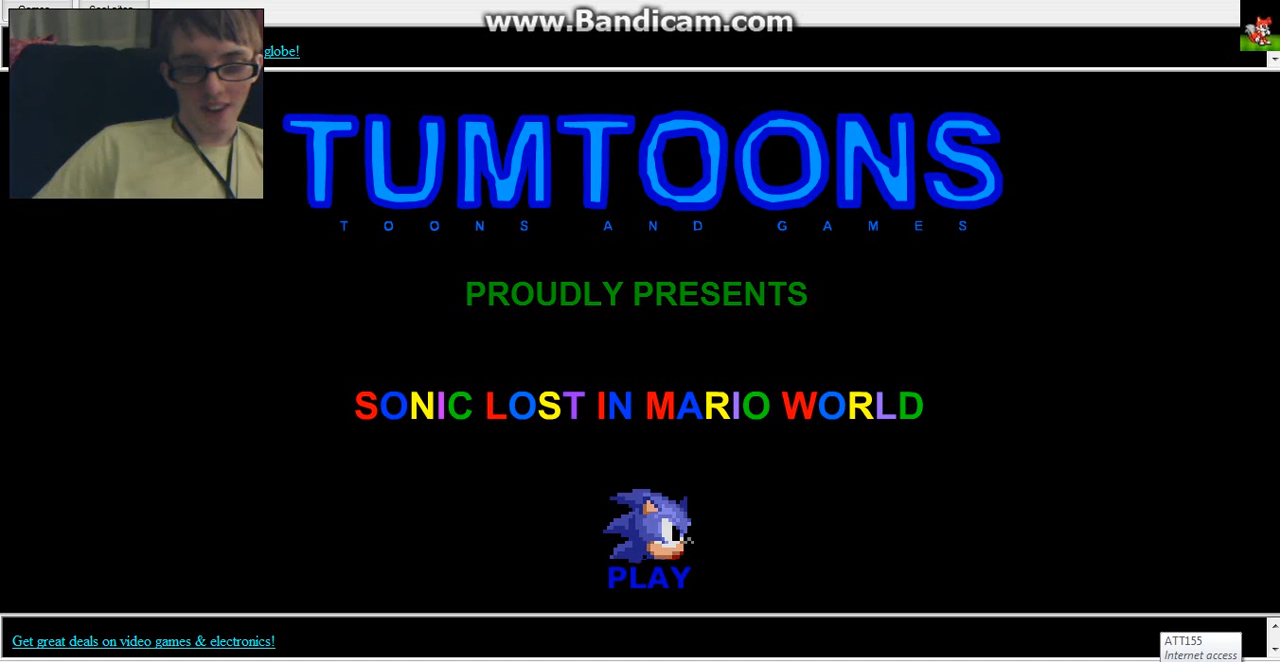 www.Bandicam.com
globe!
TUMTOONS
TOONS AND GAMES
PROUDLY PRESENTS
SONIC LOST IN MARIO WORLD
PLAY
Get great deals on video games & electronics!
ATT155
Internet access